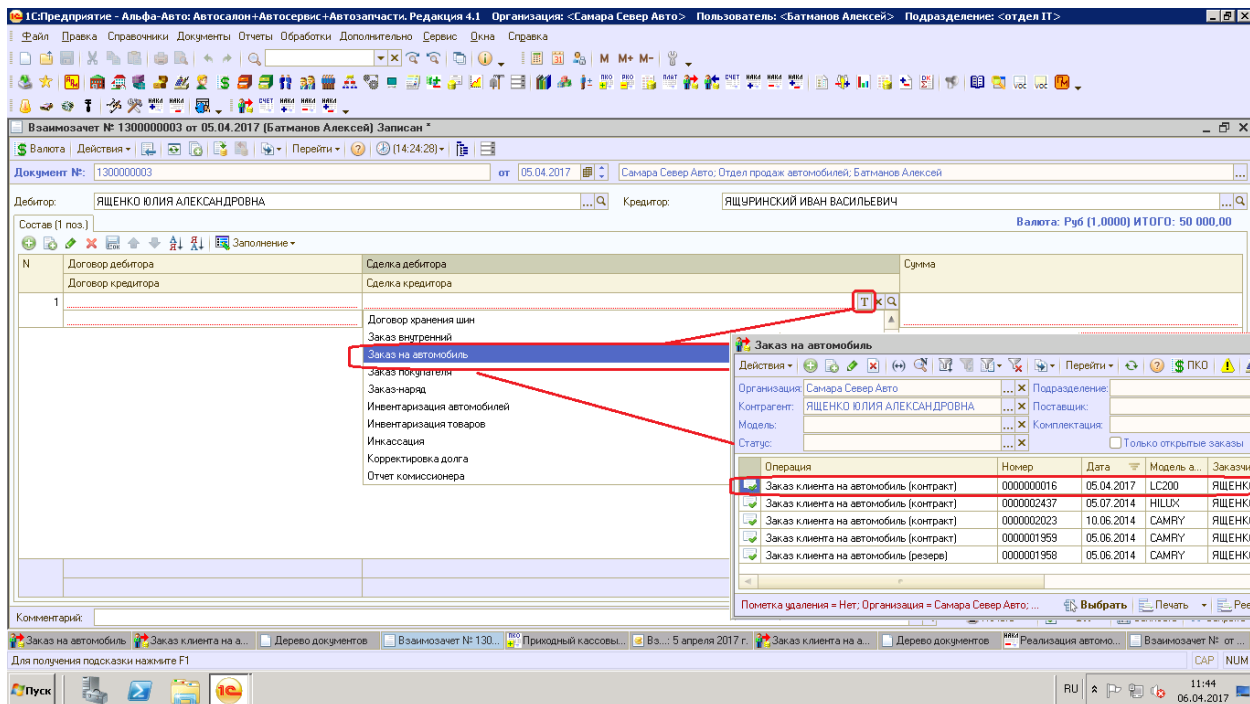 1С:Предприятие - Альфа-Авто: Автосалон+Автосервис+Автозапчасти. Редакция 4.1 Организация: <Самара Север Авто> Пользователь: <Батманов Алексей> Подразделение: <отдел IT>
Файл Правка Справочники Документы Отчеты Обработки Дополнительно Сервис Окна Справка
M M+ M-
Взаимозачет № 1300000003 от 05.04.2017 (Батманов Алексей) Записан *
Валюта Действия Перейти (14:24:28)
Документ №: 1300000003 от 05.04.2017 Самара Север Авто; Отдел продаж автомобилей; Батманов Алексей
Дебитор: ЯЩЕНКО ЮЛИЯ АЛЕКСАНДРОВНА Кредитор: ЯЩУРИНСКИЙ ИВАН ВАСИЛЬЕВИЧ
Состав (1 поз.) Валюта: Руб (1,0000) ИТОГО: 50 000,00
Заполнение
N Договор дебитора Сделка дебитора Сумма
Договор кредитора Сделка кредитора
1 T
Договор хранения шин
Заказ внутренний
Заказ на автомобиль
Заказ покупателя
Заказ-наряд
Инвентаризация автомобилей
Инвентаризация товаров
Инкассация
Корректировка долга
Отчет комиссионера
Заказ на автомобиль
Действия Перейти ПКО
Организация: Самара Север Авто Подразделение:
Контрагент: ЯЩЕНКО ЮЛИЯ АЛЕКСАНДРОВНА Поставщик:
Модель: Комплектация:
Статус: Только открытые заказы
Операция Номер Дата Модель а... Заказчи
Заказ клиента на автомобиль (контракт) 0000000016 05.04.2017 LC200 ЯЩЕНКО
Заказ клиента на автомобиль (контракт) 0000002437 05.07.2014 HILUX ЯЩЕНКО
Заказ клиента на автомобиль (контракт) 0000002023 10.06.2014 CAMRY ЯЩЕНКО
Заказ клиента на автомобиль (контракт) 0000001959 05.06.2014 CAMRY ЯЩЕНКО
Заказ клиента на автомобиль (резерв) 0000001958 05.06.2014 CAMRY ЯЩЕНКО
Пометка удаления = Нет; Организация = Самара Север Авто; ... Выбрать Печать Рее
Комментарий:
Заказ на автомобиль Заказ клиента на а... Дерево документов Взаимозачет № 130... Приходный кассовы... Вз...: 5 апреля 2017 г. Заказ клиента на а... Дерево документов Реализация автомо... Взаимозачет № от ...
Для получения подсказки нажмите F1 CAP NUM
Пуск RU 11:44
06.04.2017